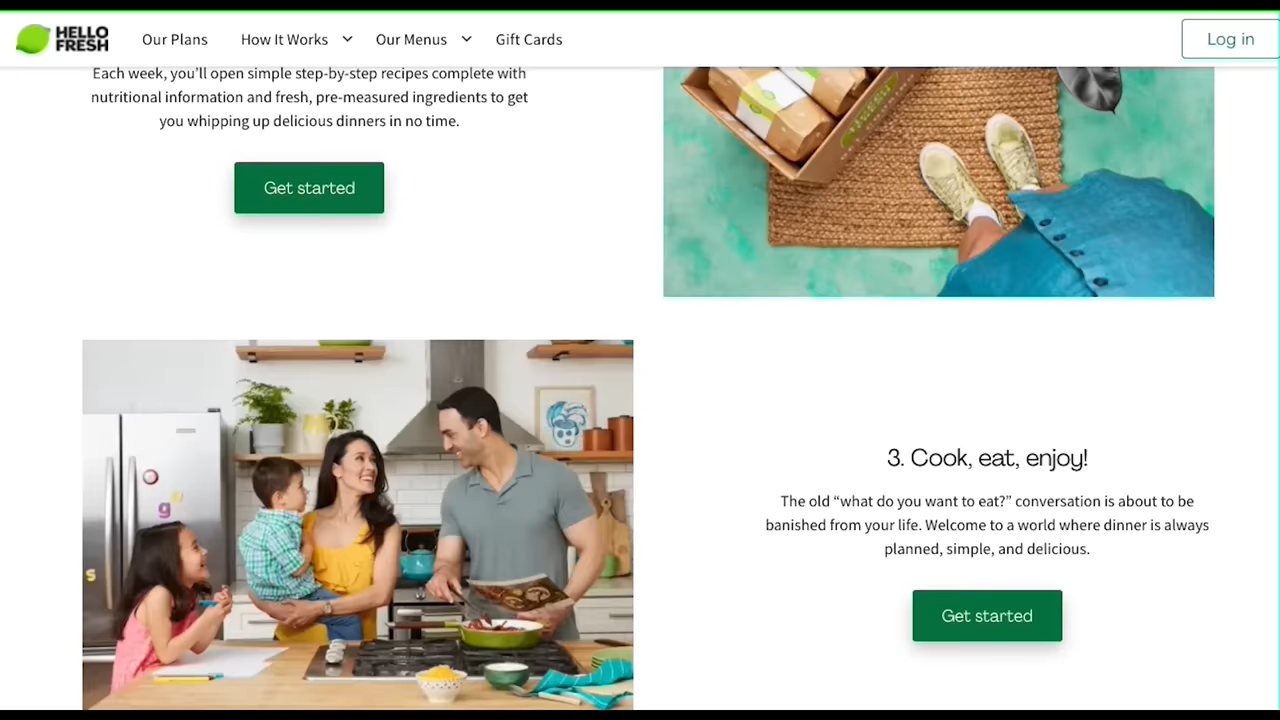 HELLO
FRESH
Our Plans
How It Works
Our Menus
Gift Cards
Log in
Each week, you’ll open simple step-by-step recipes complete with
nutritional information and fresh, pre-measured ingredients to get
you whipping up delicious dinners in no time.
Get started
g
s
3. Cook, eat, enjoy!
The old “what do you want to eat?” conversation is about to be
banished from your life. Welcome to a world where dinner is always
planned, simple, and delicious.
Get started